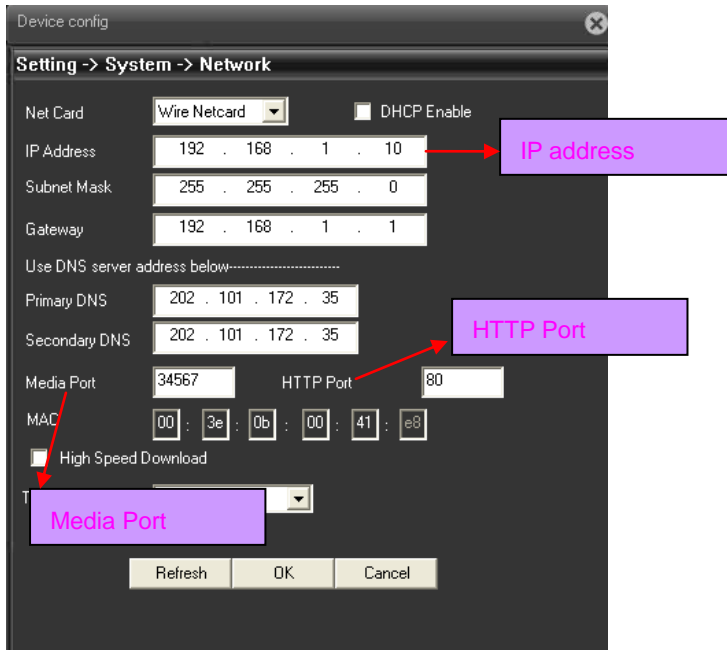 Device config
Setting -> System -> Network
Net Card Wire Netcard DHCP Enable
IP Address 192 . 168 . 1 . 10 IP address
Subnet Mask 255 . 255 . 255 . 0
Gateway 192 . 168 . 1 . 1
Use DNS server address below--------------------------
Primary DNS 202 . 101 . 172 . 35
Secondary DNS 202 . 101 . 172 . 35
HTTP Port
Media Port 34567 HTTP Port 80
MAC 00 : 3e : 0b : 00 : 41 : e8
High Speed Download
Media Port
Refresh OK Cancel